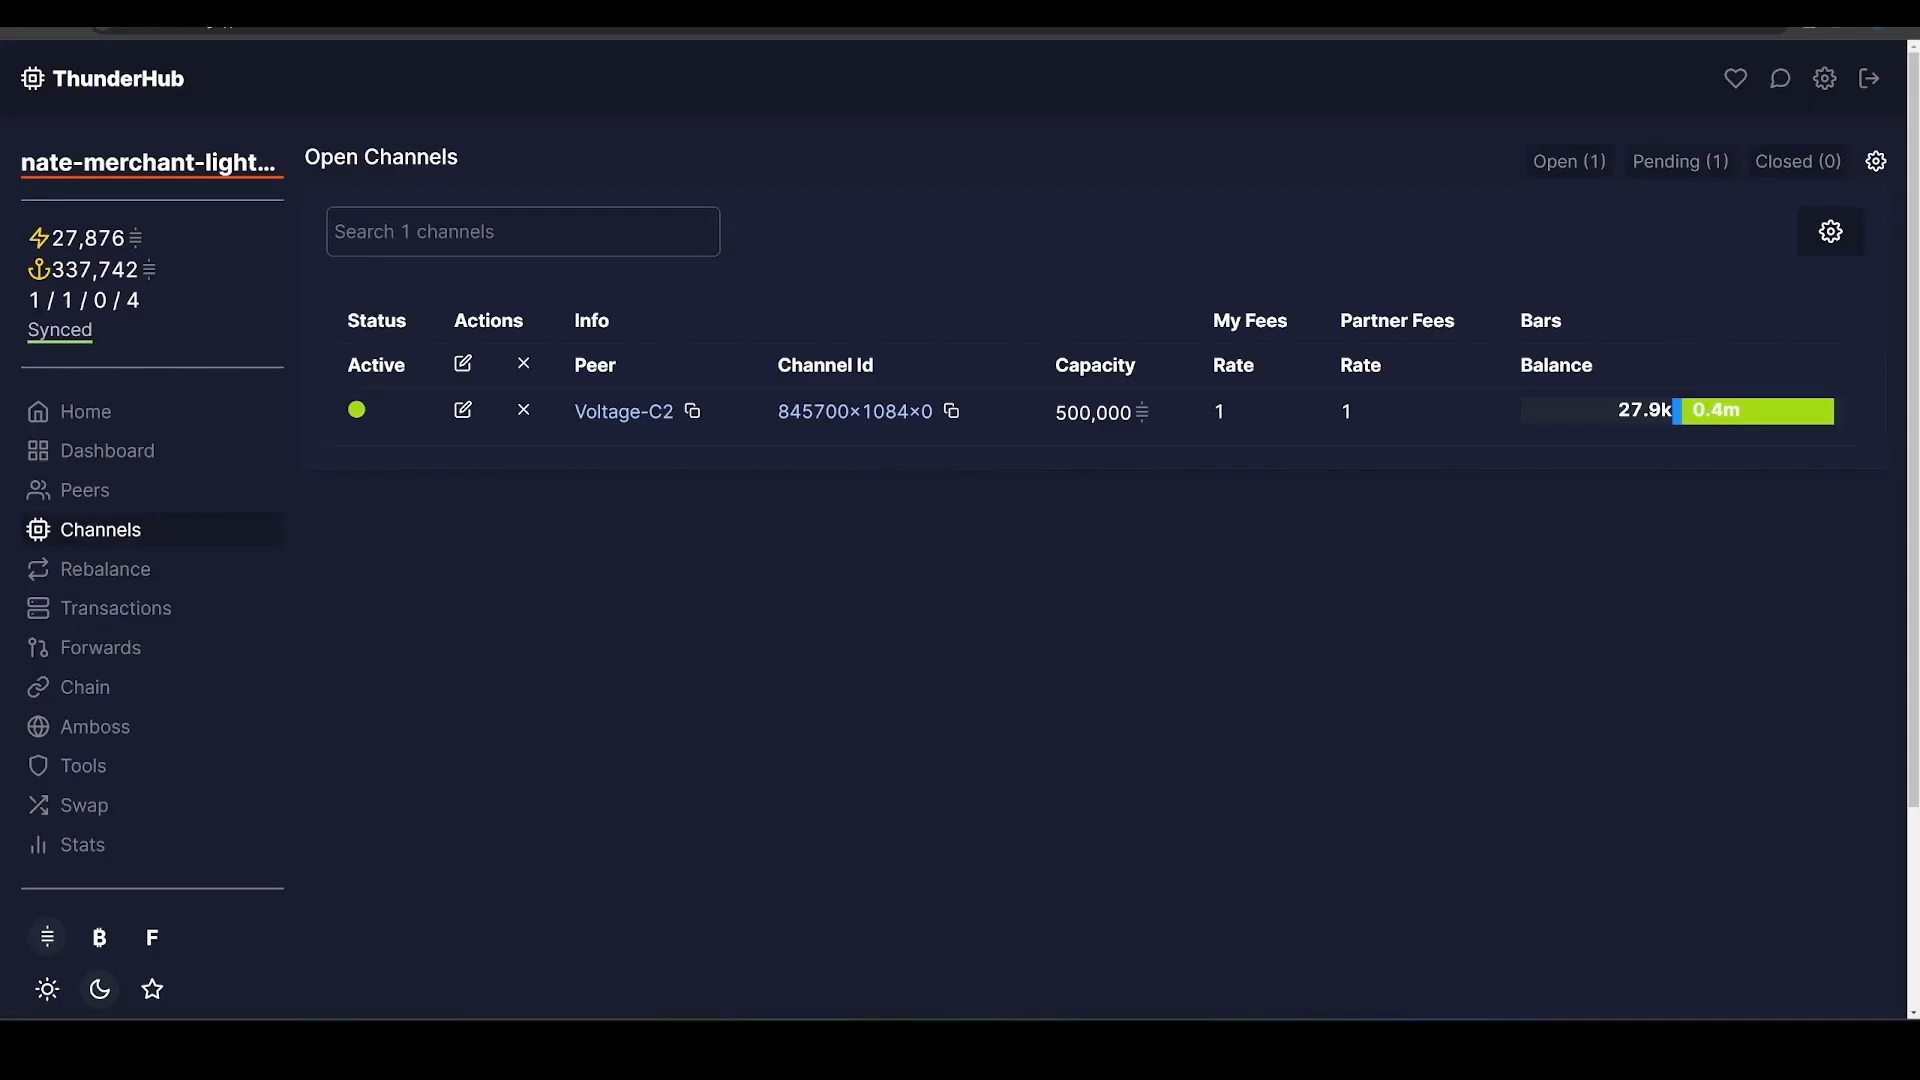 ThunderHub
nate-merchant-light...
Open Channels
Open (1) Pending (1) Closed (0)
27,876
337,742
1 / 1 / 0 / 4
Synced
Search 1 channels
Status Actions Info My Fees Partner Fees Bars
Active Peer Channel Id Capacity Rate Rate Balance
Voltage-C2 845700×1084×0 500,000 1 1 27.9k 0.4m
Home
Dashboard
Peers
Channels
Rebalance
Transactions
Forwards
Chain
Amboss
Tools
Swap
Stats
₿ F